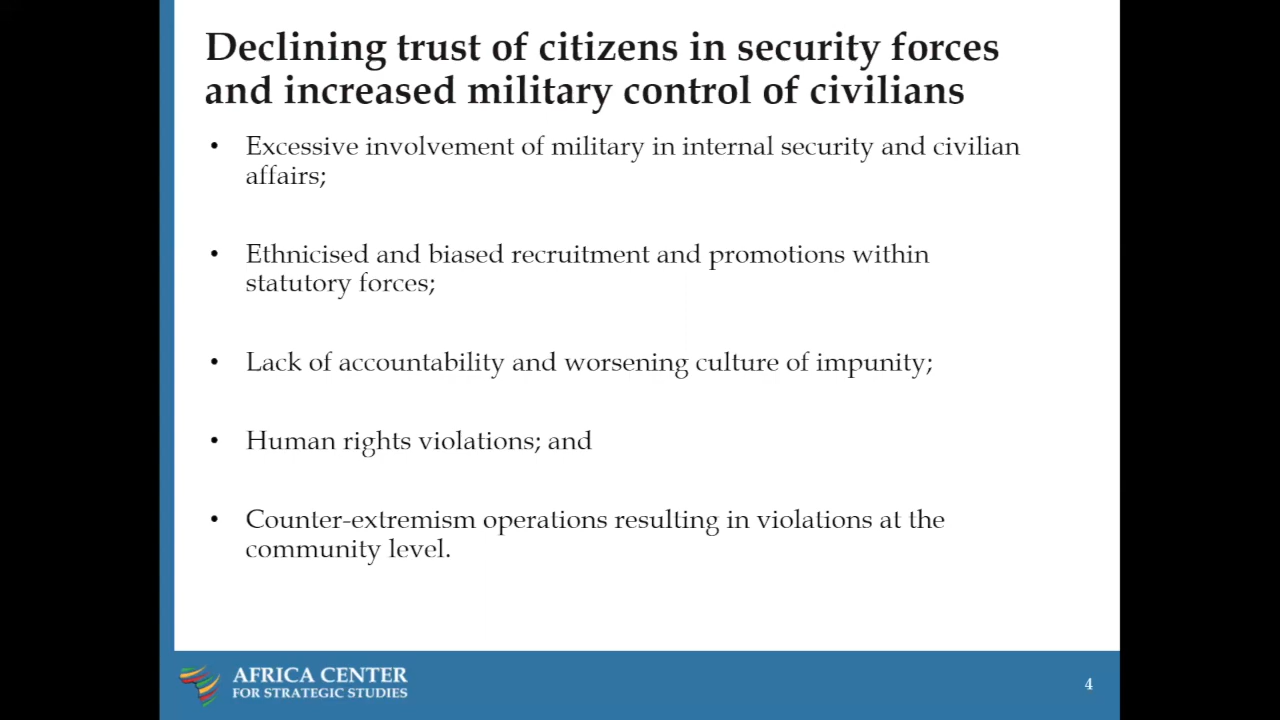 Declining trust of citizens in security forces
and increased military control of civilians
• Excessive involvement of military in internal security and civilian
affairs;
• Ethnicised and biased recruitment and promotions within
statutory forces;
• Lack of accountability and worsening culture of impunity;
• Human rights violations; and
• Counter-extremism operations resulting in violations at the
community level.
AFRICA CENTER
FOR STRATEGIC STUDIES
4